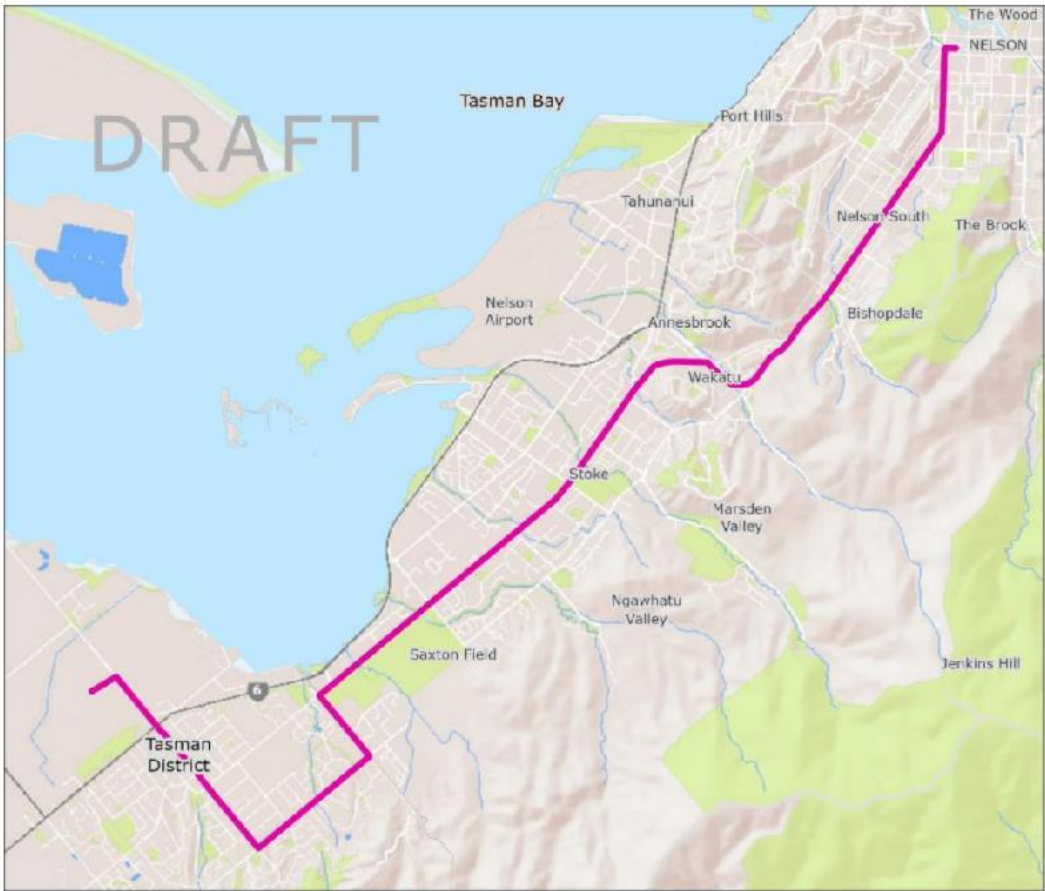 The Wood
NELSON
Tasman Bay
Port Hills
DRAFT
Tahunanui
Nelson South
The Brook
Nelson
Airport
Bishopdale
Annesbrook
Wakatu
Stoke
Marsden
Valley
Ngawhatu
Valley
Saxton Field
Jenkins Hill
6
Tasman
District